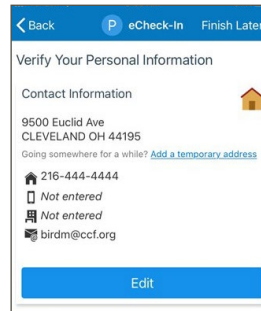 Back
P
eCheck-In
Finish Later
Verify Your Personal Information
Contact Information
9500 Euclid Ave
CLEVELAND OH 44195
Going somewhere for a while? Add a temporary address
216-444-4444
Not entered
Not entered
birdm@ccf.org
Edit